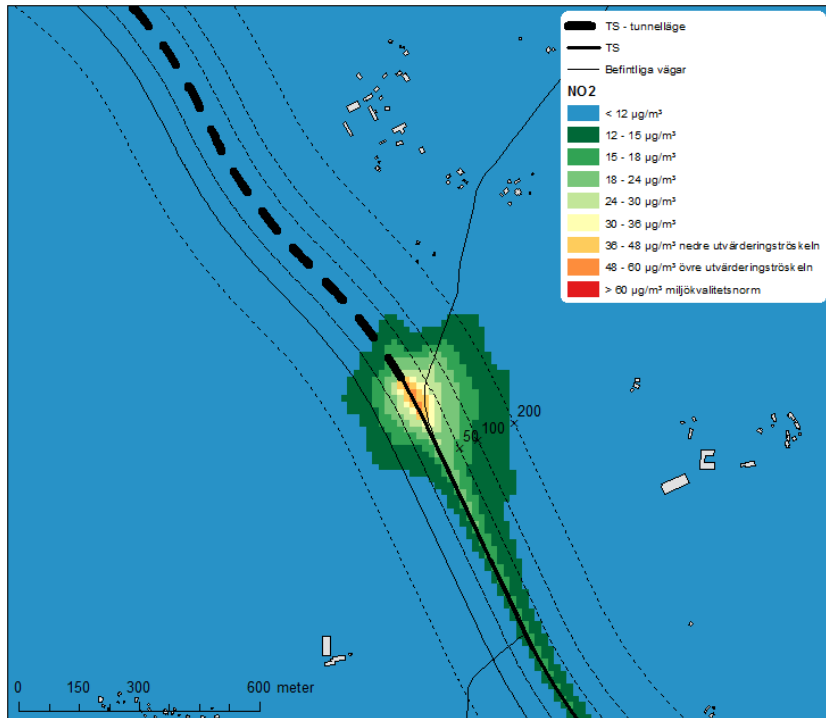 TS - tunnelläge
TS
Befintliga vägar
NO2
< 12 µg/m³
12 - 15 µg/m³
15 - 18 µg/m³
18 - 24 µg/m³
24 - 30 µg/m³
30 - 36 µg/m³
36 - 48 µg/m³ nedre utvärderingströskeln
48 - 60 µg/m³ övre utvärderingströskeln
> 60 µg/m³ miljökvalitetsnorm
50 100 200
0 150 300 600 meter